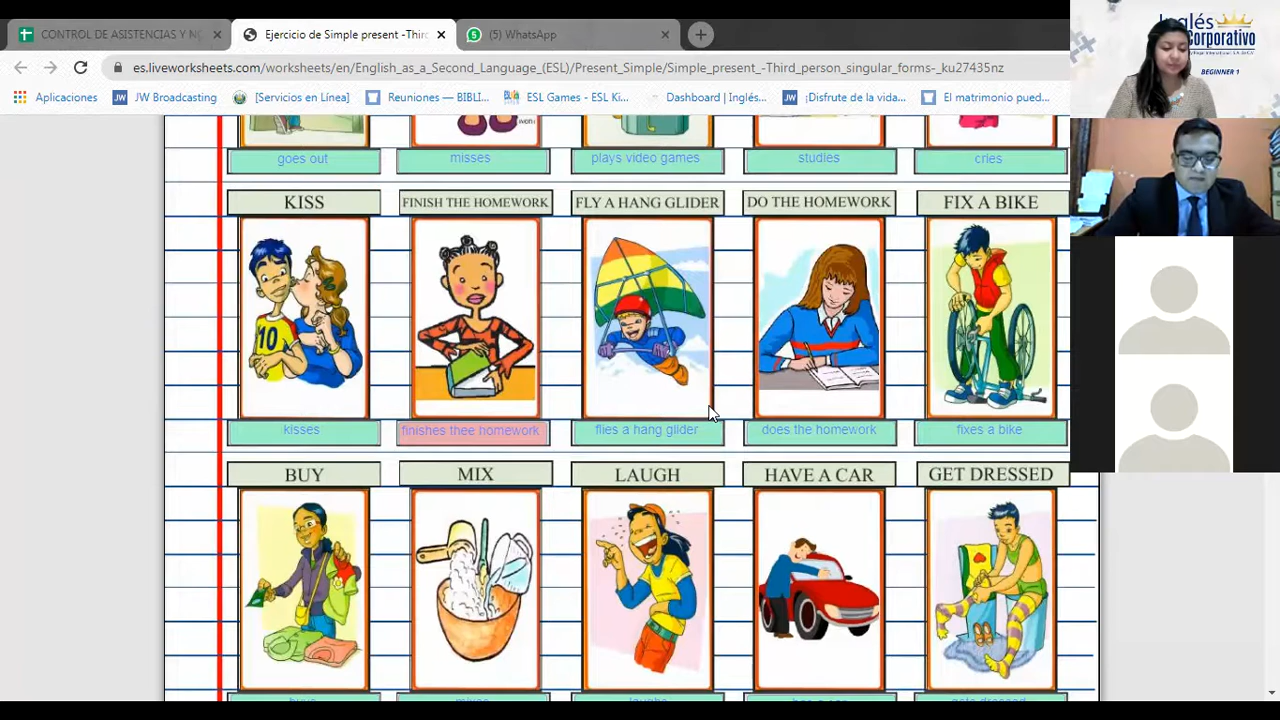 CONTROL DE ASISTENCIAS Y N
Ejercicio de Simple present -Thir
(5) WhatsApp
es.liveworksheets.com/worksheets/en/English_as_a_Second_Language_(ESL)/Present_Simple/Simple_present_-Third_person_singular_forms-_ku27435nz
Aplicaciones
JW Broadcasting
[Servicios en Línea]
Reuniones — BIBLI...
ESL Games - ESL Ki...
Dashboard | Inglés...
¡Disfrute de la vida...
El matrimonio pued...
Inglés
Corporativo
BEGINNER 1
goes out
misses
plays video games
studies
cries
KISS
FINISH THE HOMEWORK
FLY A HANG GLIDER
DO THE HOMEWORK
FIX A BIKE
10
kisses
finishes thee homework
flies a hang glider
does the homework
fixes a bike
BUY
MIX
LAUGH
HAVE A CAR
GET DRESSED